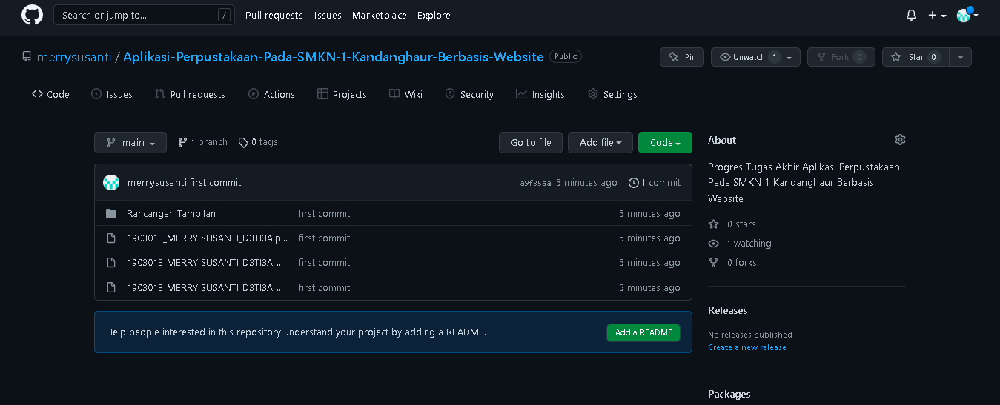 Search or jump to... /
Pull requests Issues Marketplace Explore
merrysusanti / Aplikasi-Perpustakaan-Pada-SMKN-1-Kandanghaur-Berbasis-Website Public
Pin Unwatch 1 Fork 0 Star 0
Code Issues Pull requests Actions Projects Wiki Security Insights Settings
main 1 branch 0 tags Go to file Add file Code
merrysusanti first commit a9f35aa 5 minutes ago 1 commit
Rancangan Tampilan first commit 5 minutes ago
1903018_MERRY SUSANTI_D3TI3A.p... first commit 5 minutes ago
1903018_MERRY SUSANTI_D3TI3A_... first commit 5 minutes ago
1903018_MERRY SUSANTI_D3TI3A_... first commit 5 minutes ago
Help people interested in this repository understand your project by adding a README. Add a README
About
Progres Tugas Akhir Aplikasi Perpustakaan
Pada SMKN 1 Kandanghaur Berbasis
Website
0 stars
1 watching
0 forks
Releases
No releases published
Create a new release
Packages